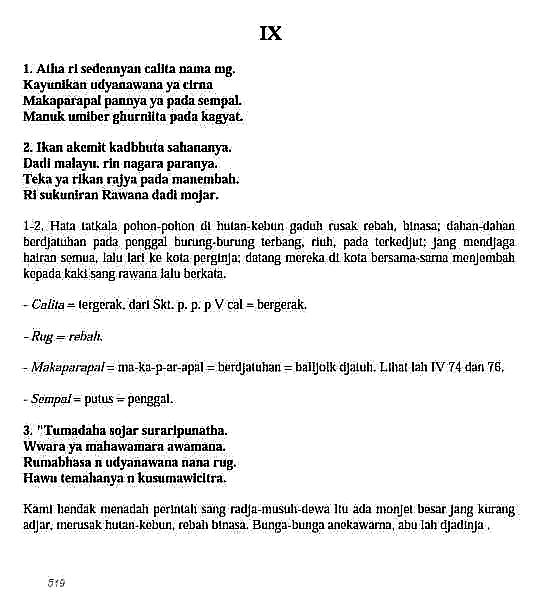 IX
1. Atha ri sedennyan calita nama mg.
Kayunikan udyanawana ya cirna
Makaparapal pannya ya pada sempal.
Manuk umiber ghurnita pada kagyat.
2. Ikan akemit kadbhuta sahananya.
Dadi malayu. rin nagara paranya.
Teka ya rikan rajya pada manembah.
Ri sukuniran Rawana dadi mojar.
1-2, Hata tatkala pohon-pohon di hutan-kebun gaduh rusak rebah, binasa; dahan-dahan
berdjatuhan pada penggal burung-burung terbang, riuh, pada terkedjut; jang mendjaga
hairan semua, lalu lari ke kota perginja; datang mereka di kota bersama-sama menjembah
kepada kaki sang rawana lalu berkata.
- Calita = tergerak, dari Skt. p. p. p V cal = bergerak.
- Rug = rebah.
- Makaparapal = ma-ka-p-ar-apal = berdjatuhan = balijolk djatuh. Lihat lah IV 74 dan 76,
- Sempal = putus = penggal.
3. "Tumadaha sojar suraripunatha.
Wwara ya mahawamara awamana.
Rumabhasa n udyanawana nana rug.
Hawu temahanya n kusumawicitra.
Kami hendak menadah perintah sang radja-musuh-dewa Itu ada monjet besar jang kurang
adjar, merusak hutan-kebun, rebah binasa. Bunga-bunga anekawarna, abu lah djadinja .
519